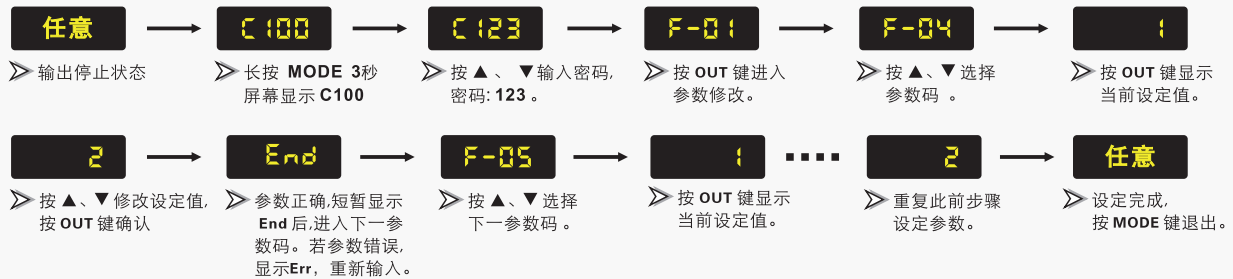 任意
C100
C123
F-01
F-04
1
输出停止状态
长按 MODE 3秒
屏幕显示 C100
按 ▲ 、 ▼输入密码,
密码: 123 。
按 OUT 键进入
参数修改。
按 ▲、▼ 选择
参数码 。
按 OUT 键显示
当前设定值。
2
End
F-05
1
2
任意
按 ▲、▼ 修改设定值,
按 OUT 键确认
参数正确,短暂显示
End 后,进入下一参
数码。若参数错误,
显示Err，重新输入。
按 ▲、▼ 选择
下一参数码 。
按 OUT 键显示
当前设定值。
重复此前步骤
设定参数。
设定完成,
按 MODE 键退出。